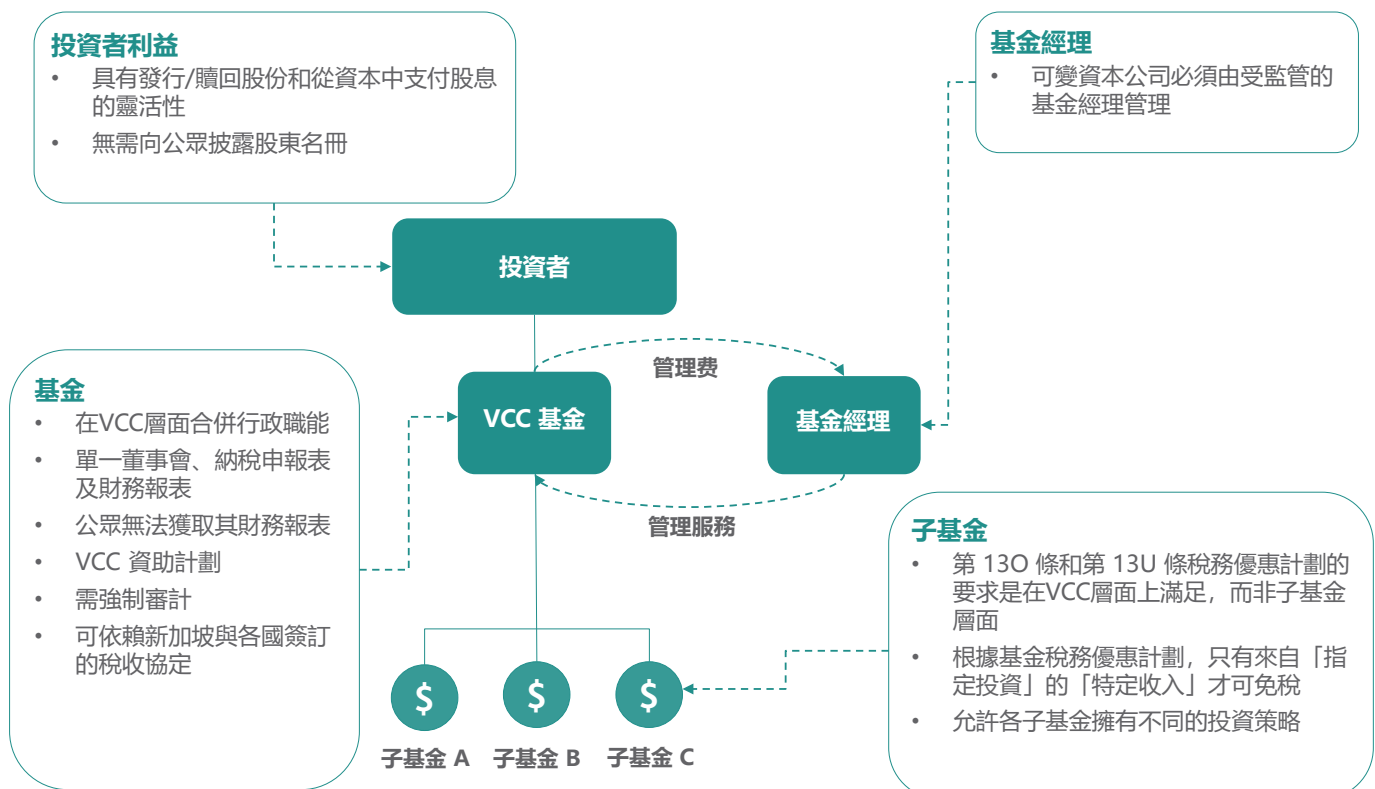 投資者利益
• 具有發行/贖回股份和從資本中支付股息
的靈活性
• 無需向公眾披露股東名冊
基金經理
• 可變資本公司必須由受監管的
基金經理管理
投資者
管理费
VCC 基金
基金經理
管理服務
基金
• 在VCC層面合併行政職能
• 單一董事會、納稅申報表
及財務報表
• 公眾無法獲取其財務報表
• VCC 資助計劃
• 需強制審計
• 可依賴新加坡與各國簽訂
的稅收協定
子基金
• 第 13O 條和第 13U 條稅務優惠計劃的
要求是在VCC層面上滿足，而非子基金
層面
• 根據基金稅務優惠計劃，只有來自「指
定投資」的「特定收入」才可免稅
• 允許各子基金擁有不同的投資策略
$ $ $
子基金 A 子基金 B 子基金 C